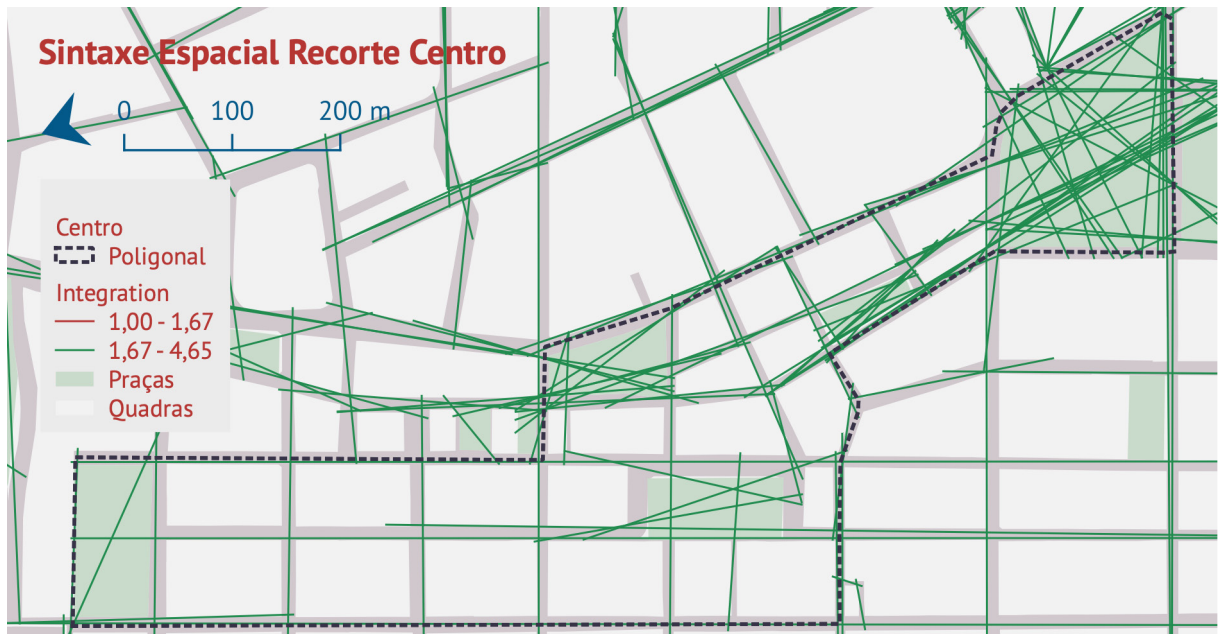 Sintaxe Espacial Recorte Centro
0 100 200 m
Centro
Poligonal
Integration
1,00 - 1,67
1,67 - 4,65
Praças
Quadras